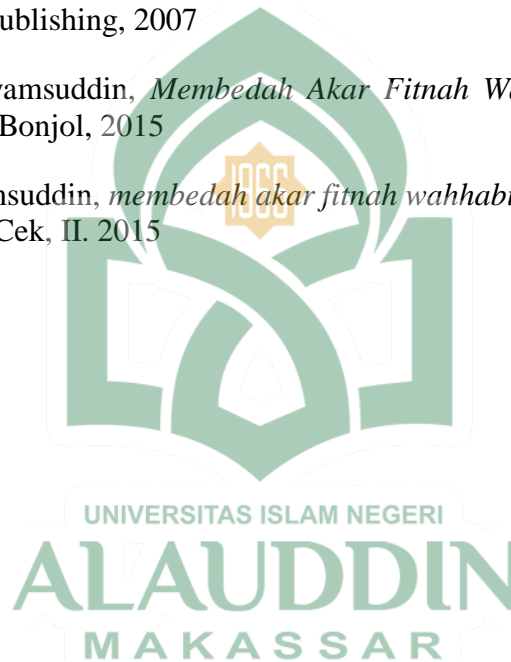 ublishing, 2007
yamsuddin, Membedah Akar Fitnah Wa
Bonjol, 2015
nsuddin, membedah akar fitnah wahhabi
Cek, II. 2015
1965
UNIVERSITAS ISLAM NEGERI
ALAUDDIN
MAKASSAR